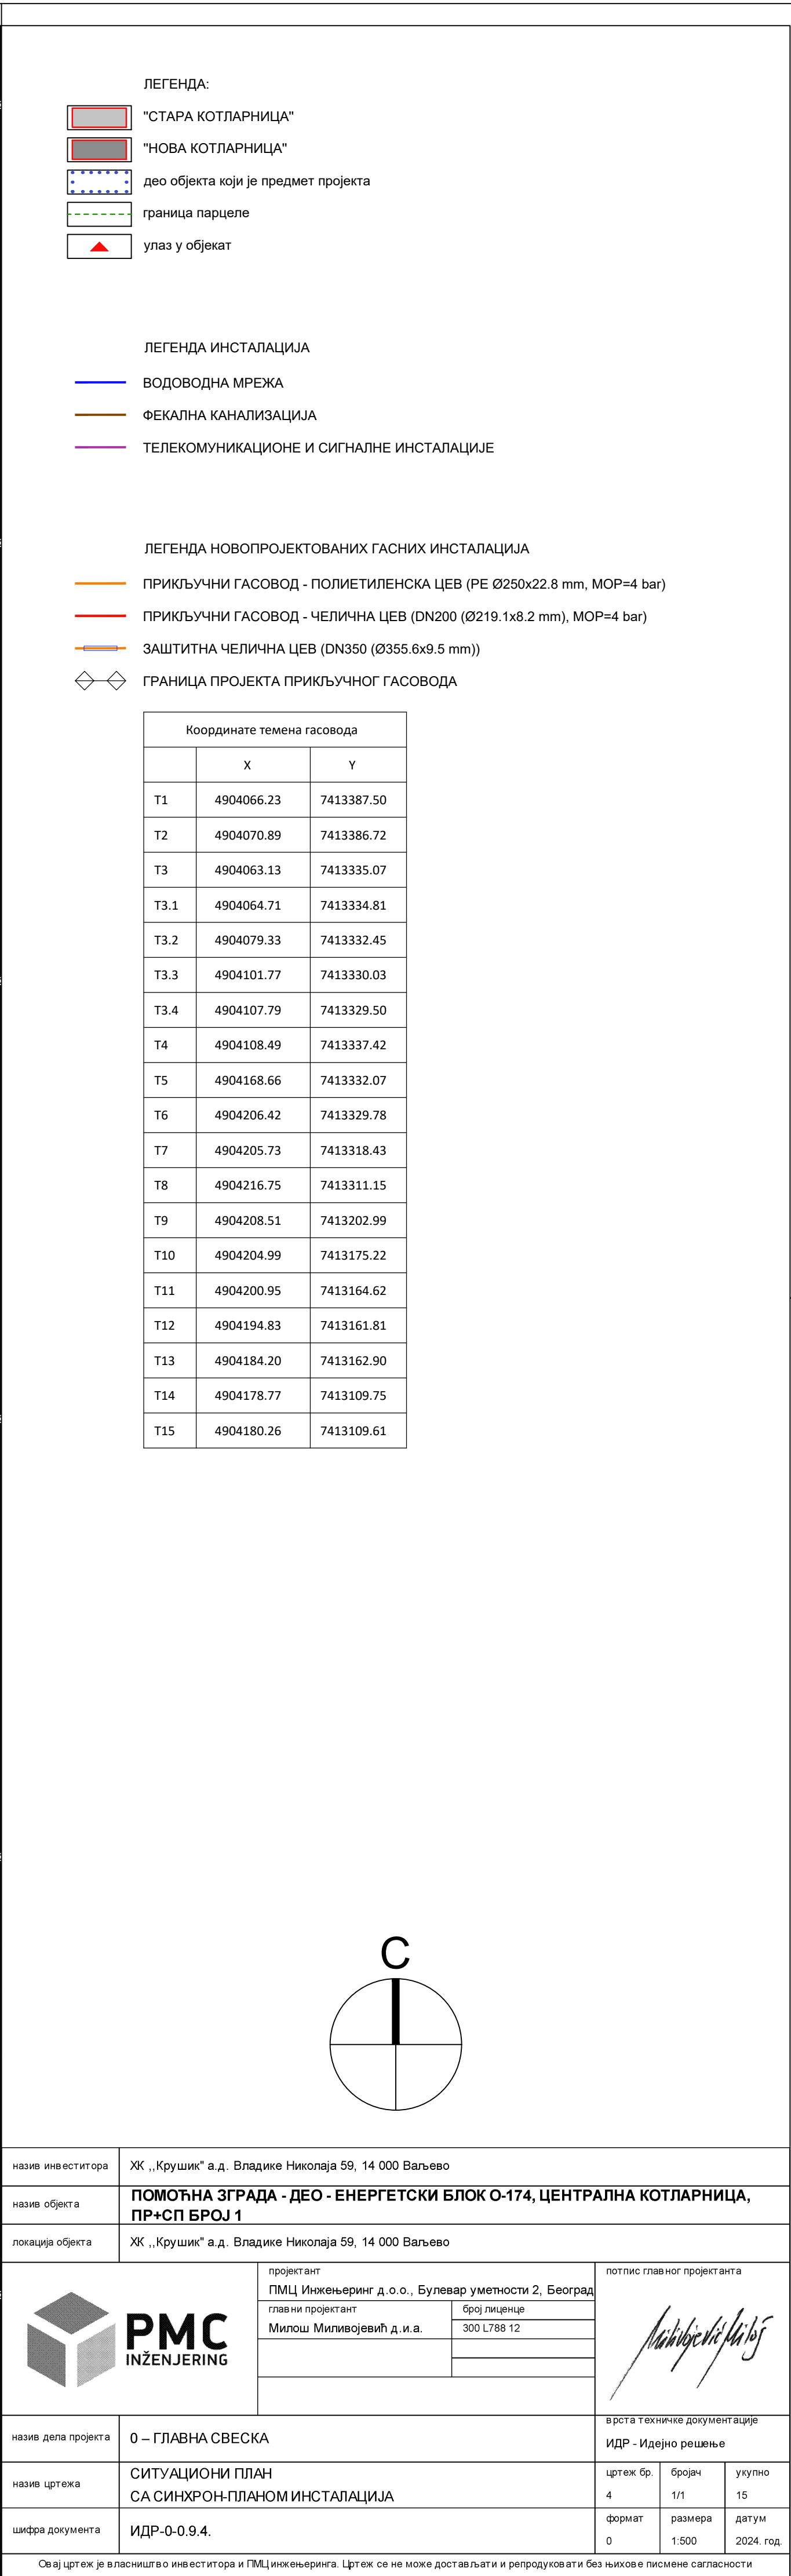 ЛЕГЕНДА:
"СТАРА КОТЛАРНИЦА"
"НОВА КОТЛАРНИЦА"
део објекта који је предмет пројекта
граница парцеле
улаз у објекат
ЛЕГЕНДА ИНСТАЛАЦИЈА
ВОДОВОДНА МРЕЖА
ФЕКАЛНА КАНАЛИЗАЦИЈА
ТЕЛЕКОМУНИКАЦИОНЕ И СИГНАЛНЕ ИНСТАЛАЦИЈЕ
ЛЕГЕНДА НОВОПРОЈЕКТОВАНИХ ГАСНИХ ИНСТАЛАЦИЈА
ПРИКЉУЧНИ ГАСОВОД - ПОЛИЕТИЛЕНСКА ЦЕВ (PE Ø250x22.8 mm, MOP=4 bar)
ПРИКЉУЧНИ ГАСОВОД - ЧЕЛИЧНА ЦЕВ (DN200 (Ø219.1x8.2 mm), MOP=4 bar)
ЗАШТИТНА ЧЕЛИЧНА ЦЕВ (DN350 (Ø355.6x9.5 mm))
ГРАНИЦА ПРОЈЕКТА ПРИКЉУЧНОГ ГАСОВОДА
Координате темена гасовода
X Y
T1 4904066.23 7413387.50
T2 4904070.89 7413386.72
T3 4904063.13 7413335.07
T3.1 4904064.71 7413334.81
T3.2 4904079.33 7413332.45
T3.3 4904101.77 7413330.03
T3.4 4904107.79 7413329.50
T4 4904108.49 7413337.42
T5 4904168.66 7413332.07
T6 4904206.42 7413329.78
T7 4904205.73 7413318.43
T8 4904216.75 7413311.15
T9 4904208.51 7413202.99
T10 4904204.99 7413175.22
T11 4904200.95 7413164.62
T12 4904194.83 7413161.81
T13 4904184.20 7413162.90
T14 4904178.77 7413109.75
T15 4904180.26 7413109.61
С
назив инвеститора ХК ,,Крушик" а.д. Владике Николаја 59, 14 000 Ваљево
назив објекта ПОМОЋНА ЗГРАДА - ДЕО - ЕНЕРГЕТСКИ БЛОК О-174, ЦЕНТРАЛНА КОТЛАРНИЦА,
ПР+СП БРОЈ 1
локација објекта ХК ,,Крушик" а.д. Владике Николаја 59, 14 000 Ваљево
PMC
INŽENJERING
пројектант
ПМЦ Инжењеринг д.о.о., Булевар уметности 2, Београд
главни пројектант број лиценце
Милош Миливојевић д.и.а. 300 L788 12
потпис главног пројектанта
Milivojević Miloš
назив дела пројекта 0 – ГЛАВНА СВЕСКА
врста техничке документације
ИДР - Идејно решење
назив цртежа СИТУАЦИОНИ ПЛАН
СА СИНХРОН-ПЛАНОМ ИНСТАЛАЦИЈА
цртеж бр. бројач укупно
4 1/1 15
шифра документа ИДР-0-0.9.4.
формат размера датум
0 1:500 2024. год.
Овај цртеж је власништво инвеститора и ПМЦ инжењеринга. Цртеж се не може достављати и репродуковати без њихове писмене сагласности